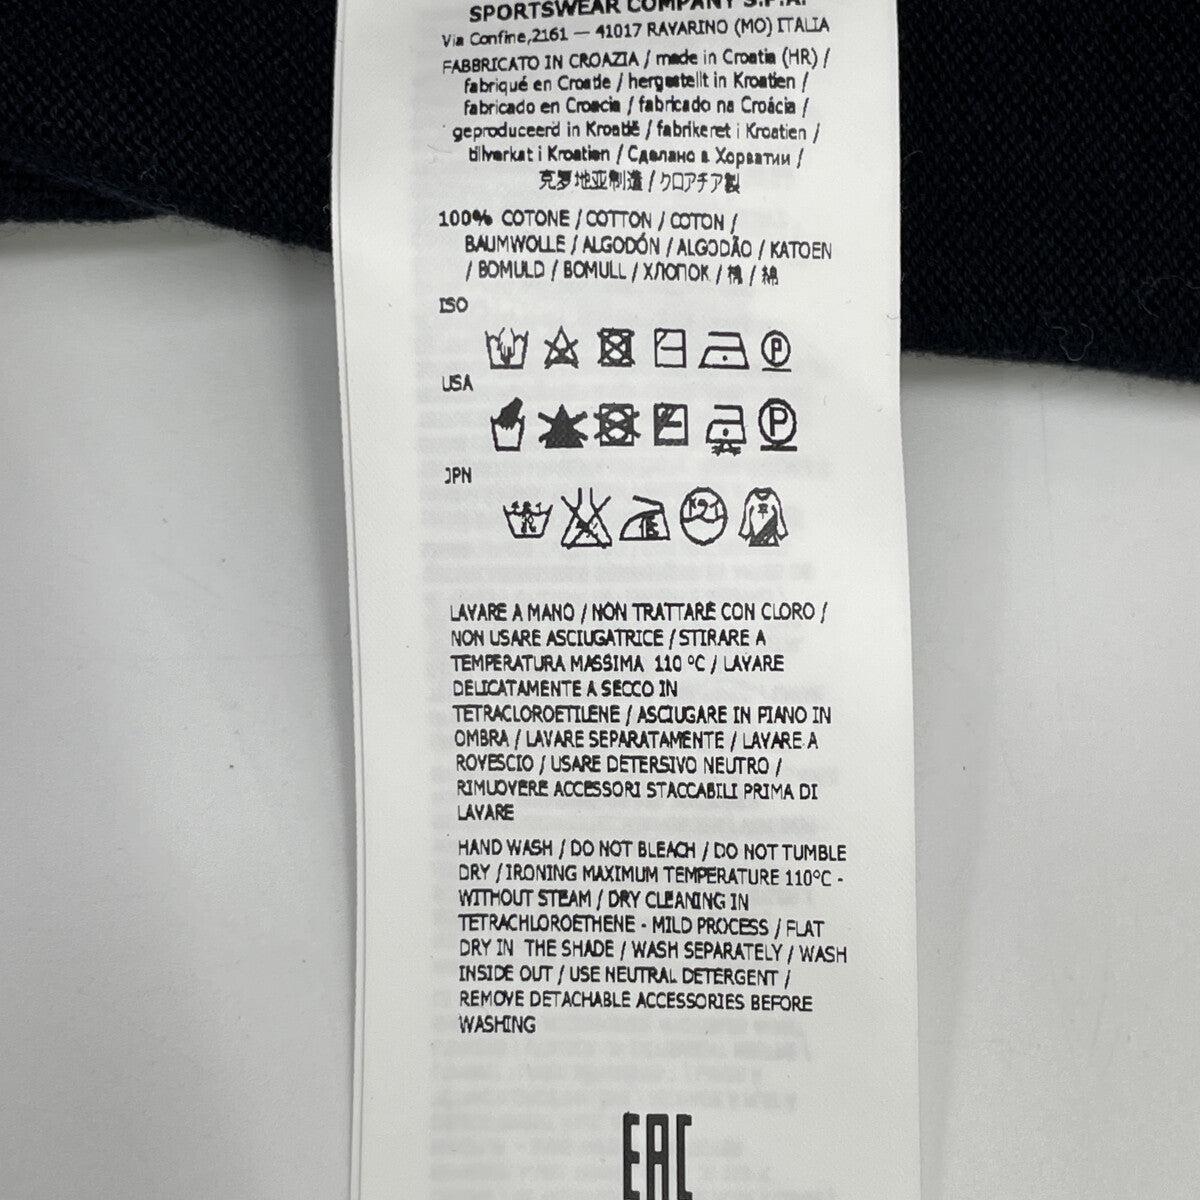 SPORTSWEAR COMPANY S.P.A.
Via Confine,2161 — 41017 RAVARINO (MO) ITALIA
FABBRICATO IN CROAZIA / made in Croatia (HR) /
fabriqué en Croatie / hergestellt in Kroatien /
fabricado en Croacia / fabricado na Croácia /
geproduceerd in Kroatië / fabrikeret i Kroatien /
tilverkat i Kroatien / Сделано в Хорватии /
克罗地亚制造 / クロアチア製
100% COTONE / COTTON / COTON /
BAUMWOLLE / ALGODÓN / ALGODÃO / KATOEN
/ BOMULD / BOMULL / ХЛОПОК / 棉 / 綿
ISO
P
USA
P
JPN
LAVARE A MANO / NON TRATTARE CON CLORO /
NON USARE ASCIUGATRICE / STIRARE A
TEMPERATURA MASSIMA 110 °C / LAVARE
DELICATAMENTE A SECCO IN
TETRACLOROETILENE / ASCIUGARE IN PIANO IN
OMBRA / LAVARE SEPARATAMENTE / LAVARE A
ROVESCIO / USARE DETERSIVO NEUTRO /
RIMUOVERE ACCESSORI STACCABILI PRIMA DI
LAVARE
HAND WASH / DO NOT BLEACH / DO NOT TUMBLE
DRY / IRONING MAXIMUM TEMPERATURE 110°C -
WITHOUT STEAM / DRY CLEANING IN
TETRACHLOROETHENE - MILD PROCESS / FLAT
DRY IN THE SHADE / WASH SEPARATELY / WASH
INSIDE OUT / USE NEUTRAL DETERGENT /
REMOVE DETACHABLE ACCESSORIES BEFORE
WASHING
EAC